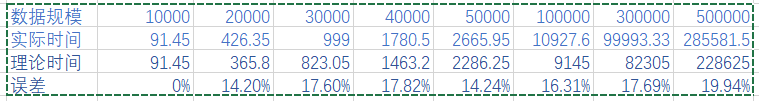 数据规模 10000 20000 30000 40000 50000 100000 300000 500000
实际时间 91.45 426.35 999 1780.5 2665.95 10927.6 99993.33 285581.5
理论时间 91.45 365.8 823.05 1463.2 2286.25 9145 82305 228625
误差 0% 14.20% 17.60% 17.82% 14.24% 16.31% 17.69% 19.94%